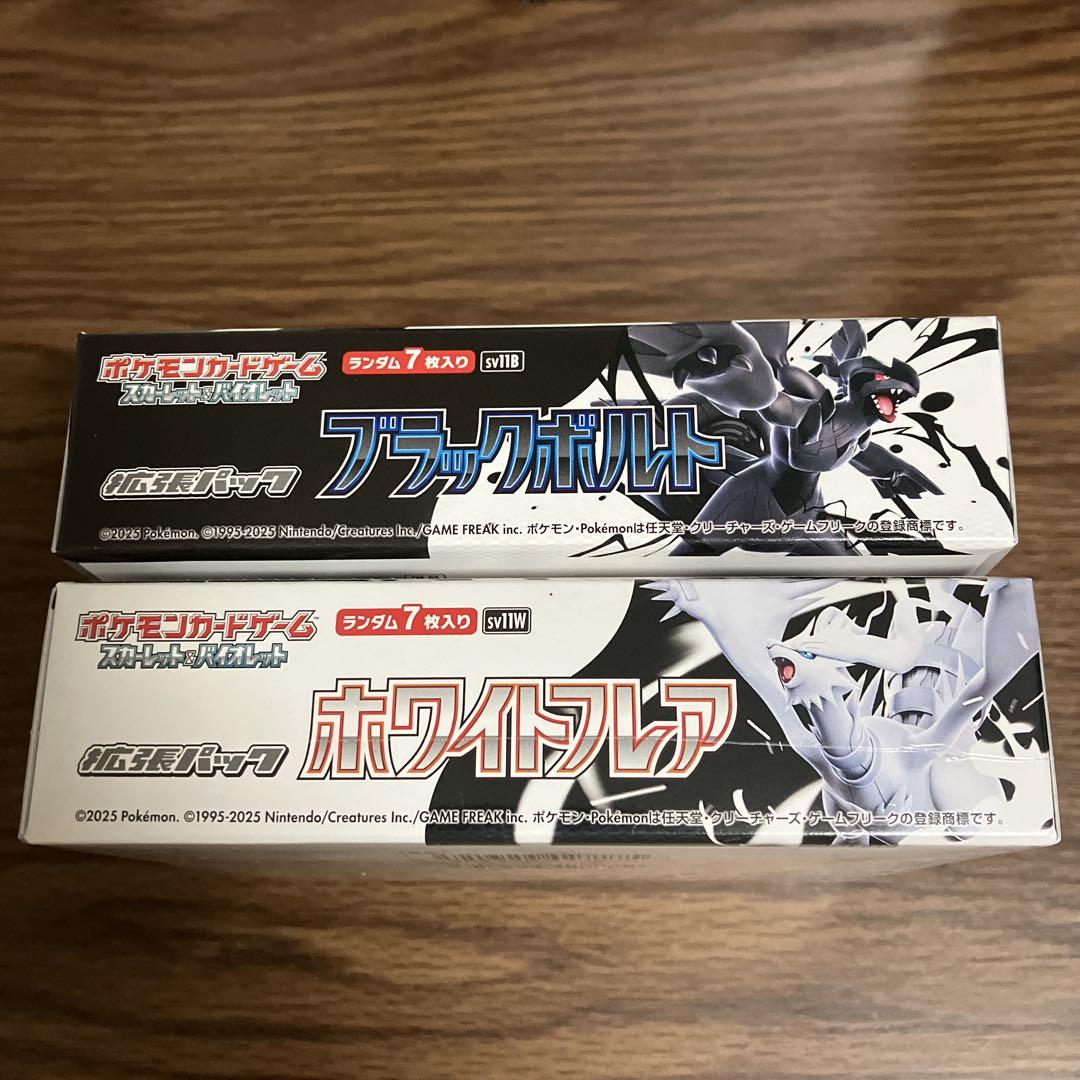 ポケモンカードゲーム™
スカーレット&バイオレット
ランダム7枚入り sv11B
ブラックボルト
拡張パック
©2025 Pokémon. ©1995-2025 Nintendo/Creatures Inc./GAME FREAK inc. ポケモン・Pokémonは任天堂・クリーチャーズ・ゲームフリークの登録商標です。
ポケモンカードゲーム™
スカーレット&バイオレット
ランダム7枚入り sv11W
ホワイトフレア
拡張パック
©2025 Pokémon. ©1995-2025 Nintendo/Creatures Inc./GAME FREAK inc. ポケモン・Pokémonは任天堂・クリーチャーズ・ゲームフリークの登録商標です。